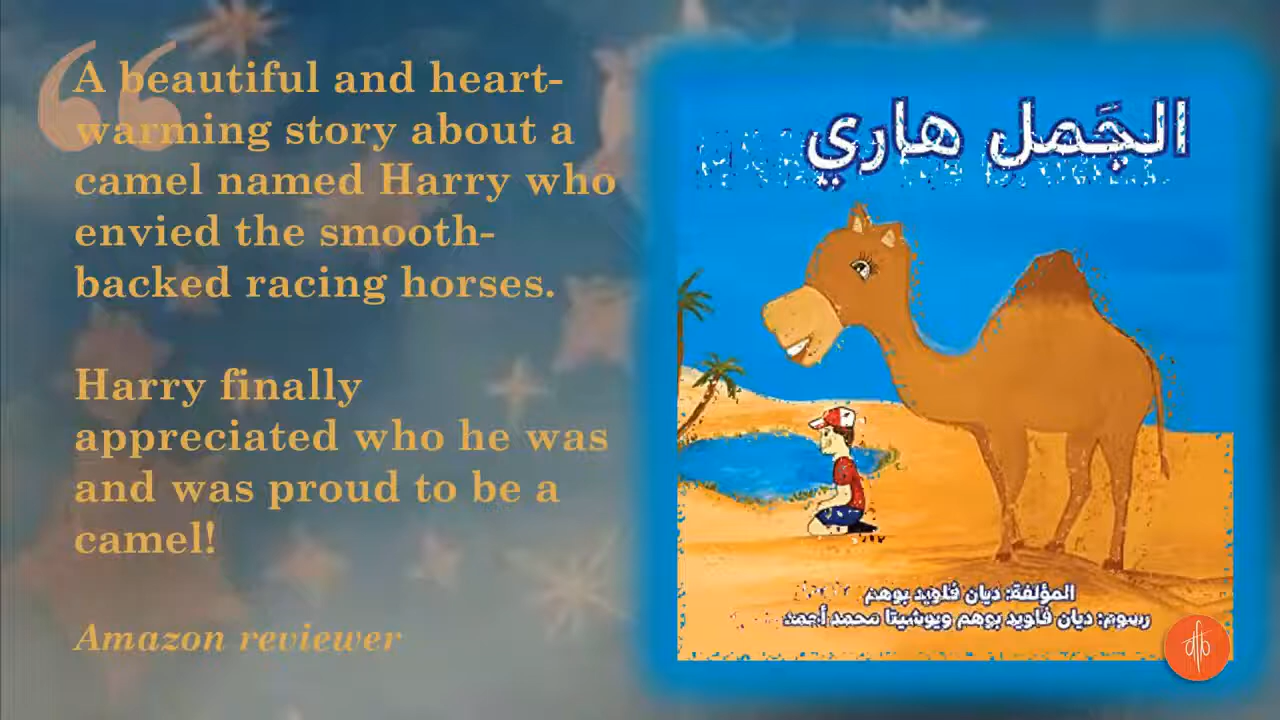 A beautiful and heart-
warming story about a
camel named Harry who
envied the smooth-
backed racing horses.
Harry finally
appreciated who he was
and was proud to be a
camel!
Amazon reviewer
الجَمل هاري
المؤلفة: ديان فاويد بوهم
رسوم: ديان فاويد بوهم ويوشيتا محمد أحمد